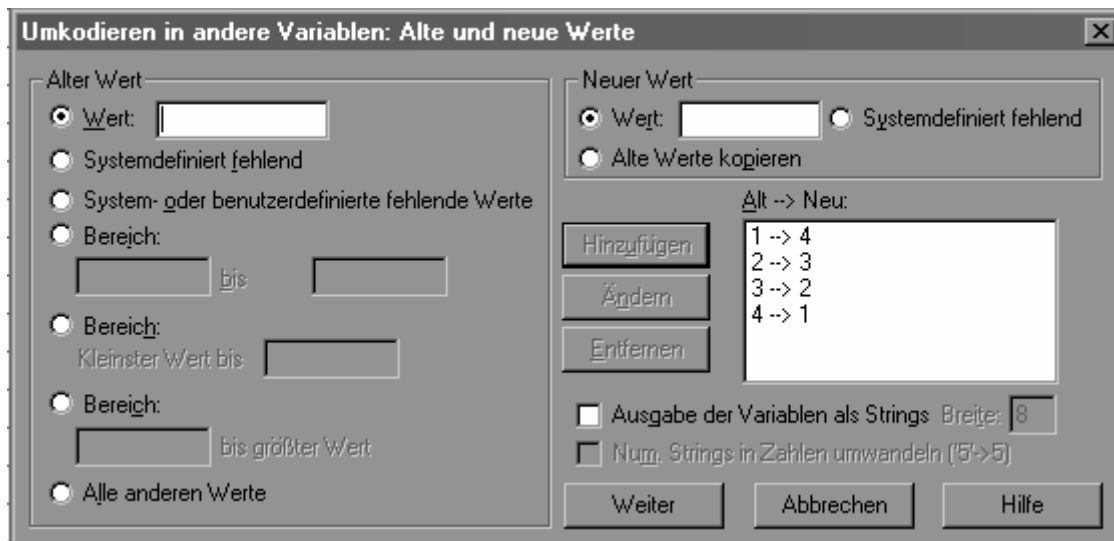 Umkodieren in andere Variablen: Alte und neue Werte
Alter Wert
Wert:
Systemdefiniert fehlend
System- oder benutzerdefinierte fehlende Werte
Bereich:
bis
Bereich:
Kleinster Wert bis
Bereich:
bis größter Wert
Alle anderen Werte
Neuer Wert
Wert:
Systemdefiniert fehlend
Alte Werte kopieren
Alt --> Neu:
Hinzufügen
Ändern
Entfernen
1 --> 4
2 --> 3
3 --> 2
4 --> 1
Ausgabe der Variablen als Strings Breite: 8
Num. Strings in Zahlen umwandeln ('5'->5)
Weiter Abbrechen Hilfe